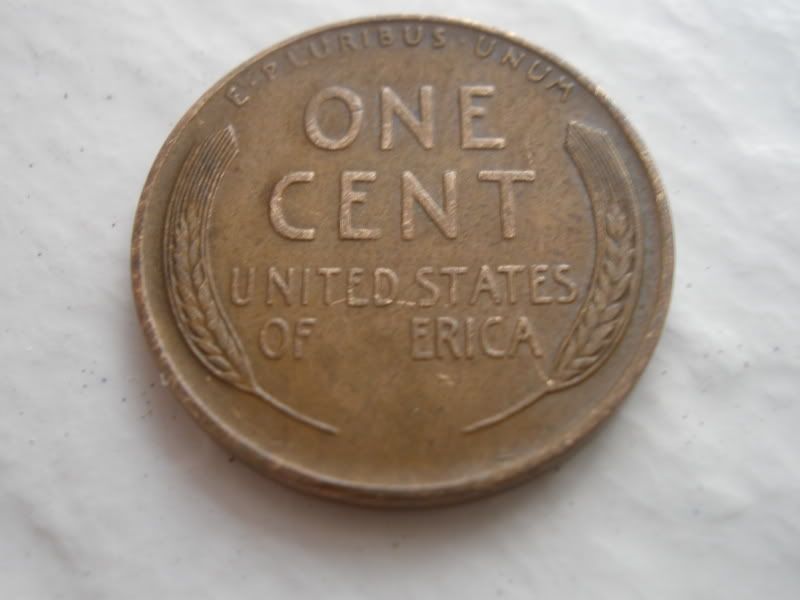 E·PLURIBUS·UNUM
ONE
CENT
UNITED STATES
OF ERICA